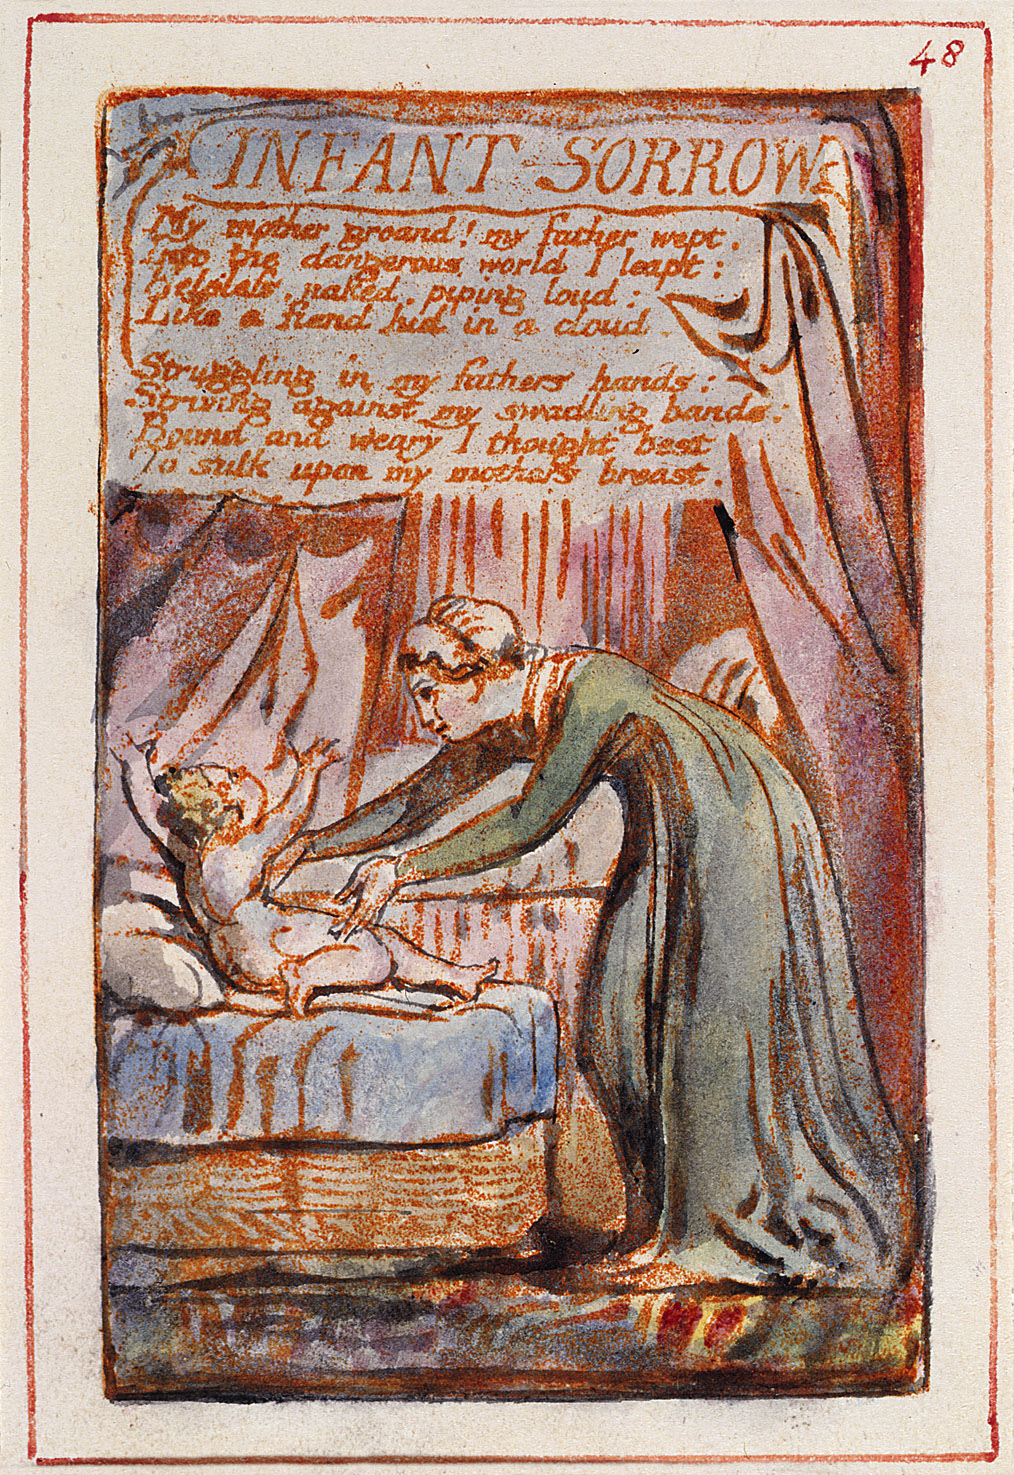 48
INFANT SORROW
My mother groand! my father wept.
Into the dangerous world I leapt:
Helpless, naked, piping loud:
Like a fiend hid in a cloud.
Struggling in my fathers hands:
Striving against my swadling bands:
Bound and weary I thought best
To sulk upon my mothers breast.